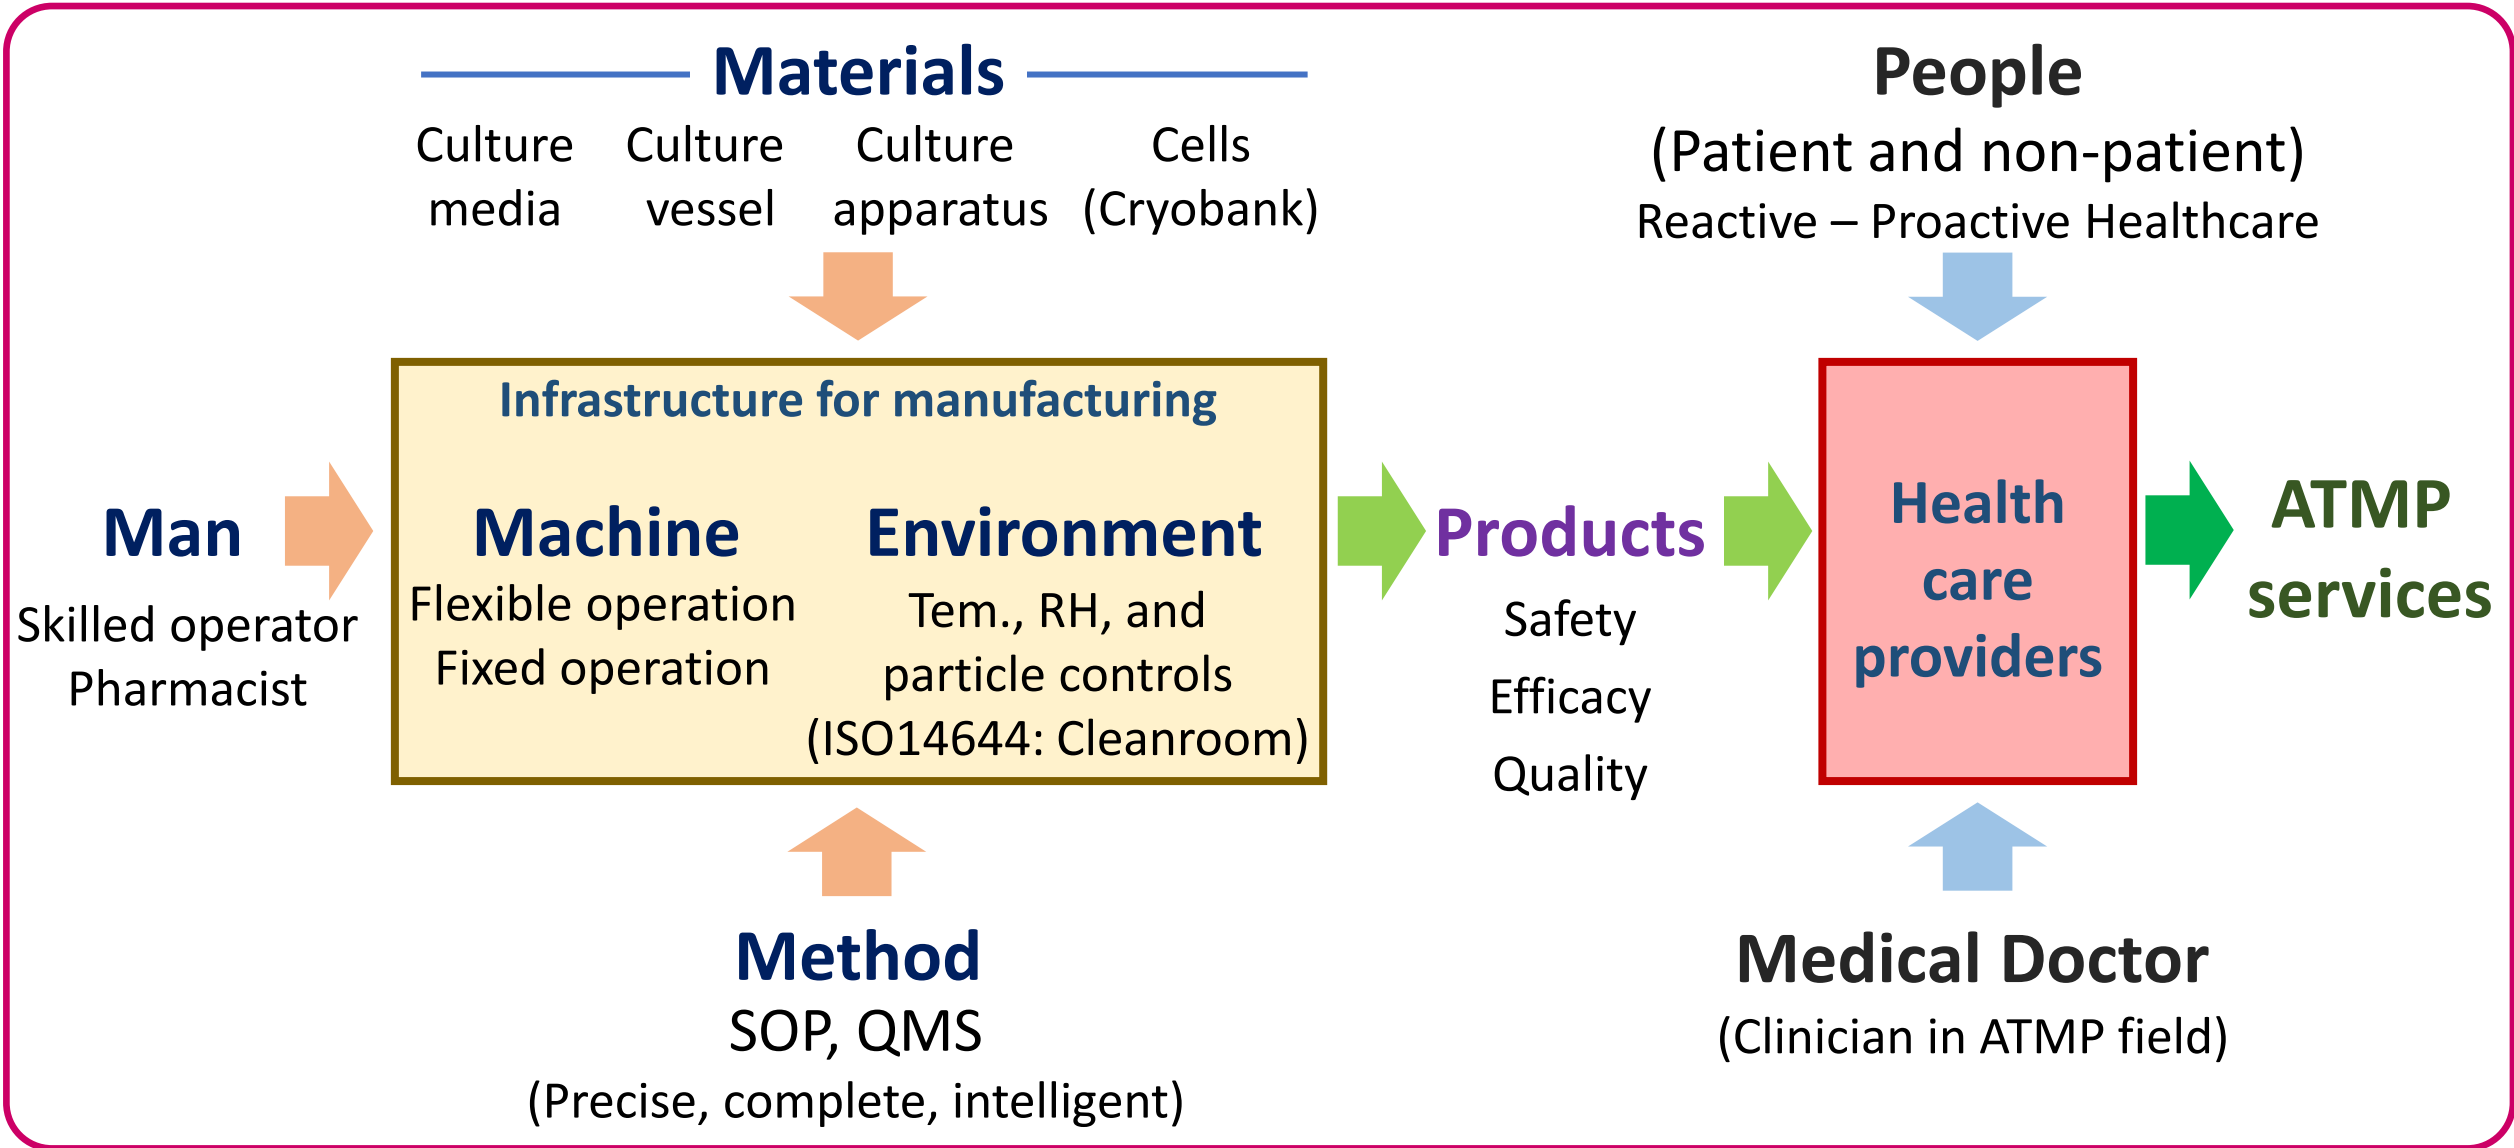 Materials
Culture media
Culture vessel
Culture apparatus
Cells (Cryobank)
People
(Patient and non-patient)
Reactive – Proactive Healthcare
Man
Skilled operator
Pharmacist
Infrastructure for manufacturing
Machine
Flexible operation
Fixed operation
Environment
Tem., RH, and
particle controls
(ISO14644: Cleanroom)
Products
Safety
Efficacy
Quality
Health
care
providers
ATMP
services
Method
SOP, QMS
(Precise, complete, intelligent)
Medical Doctor
(Clinician in ATMP field)